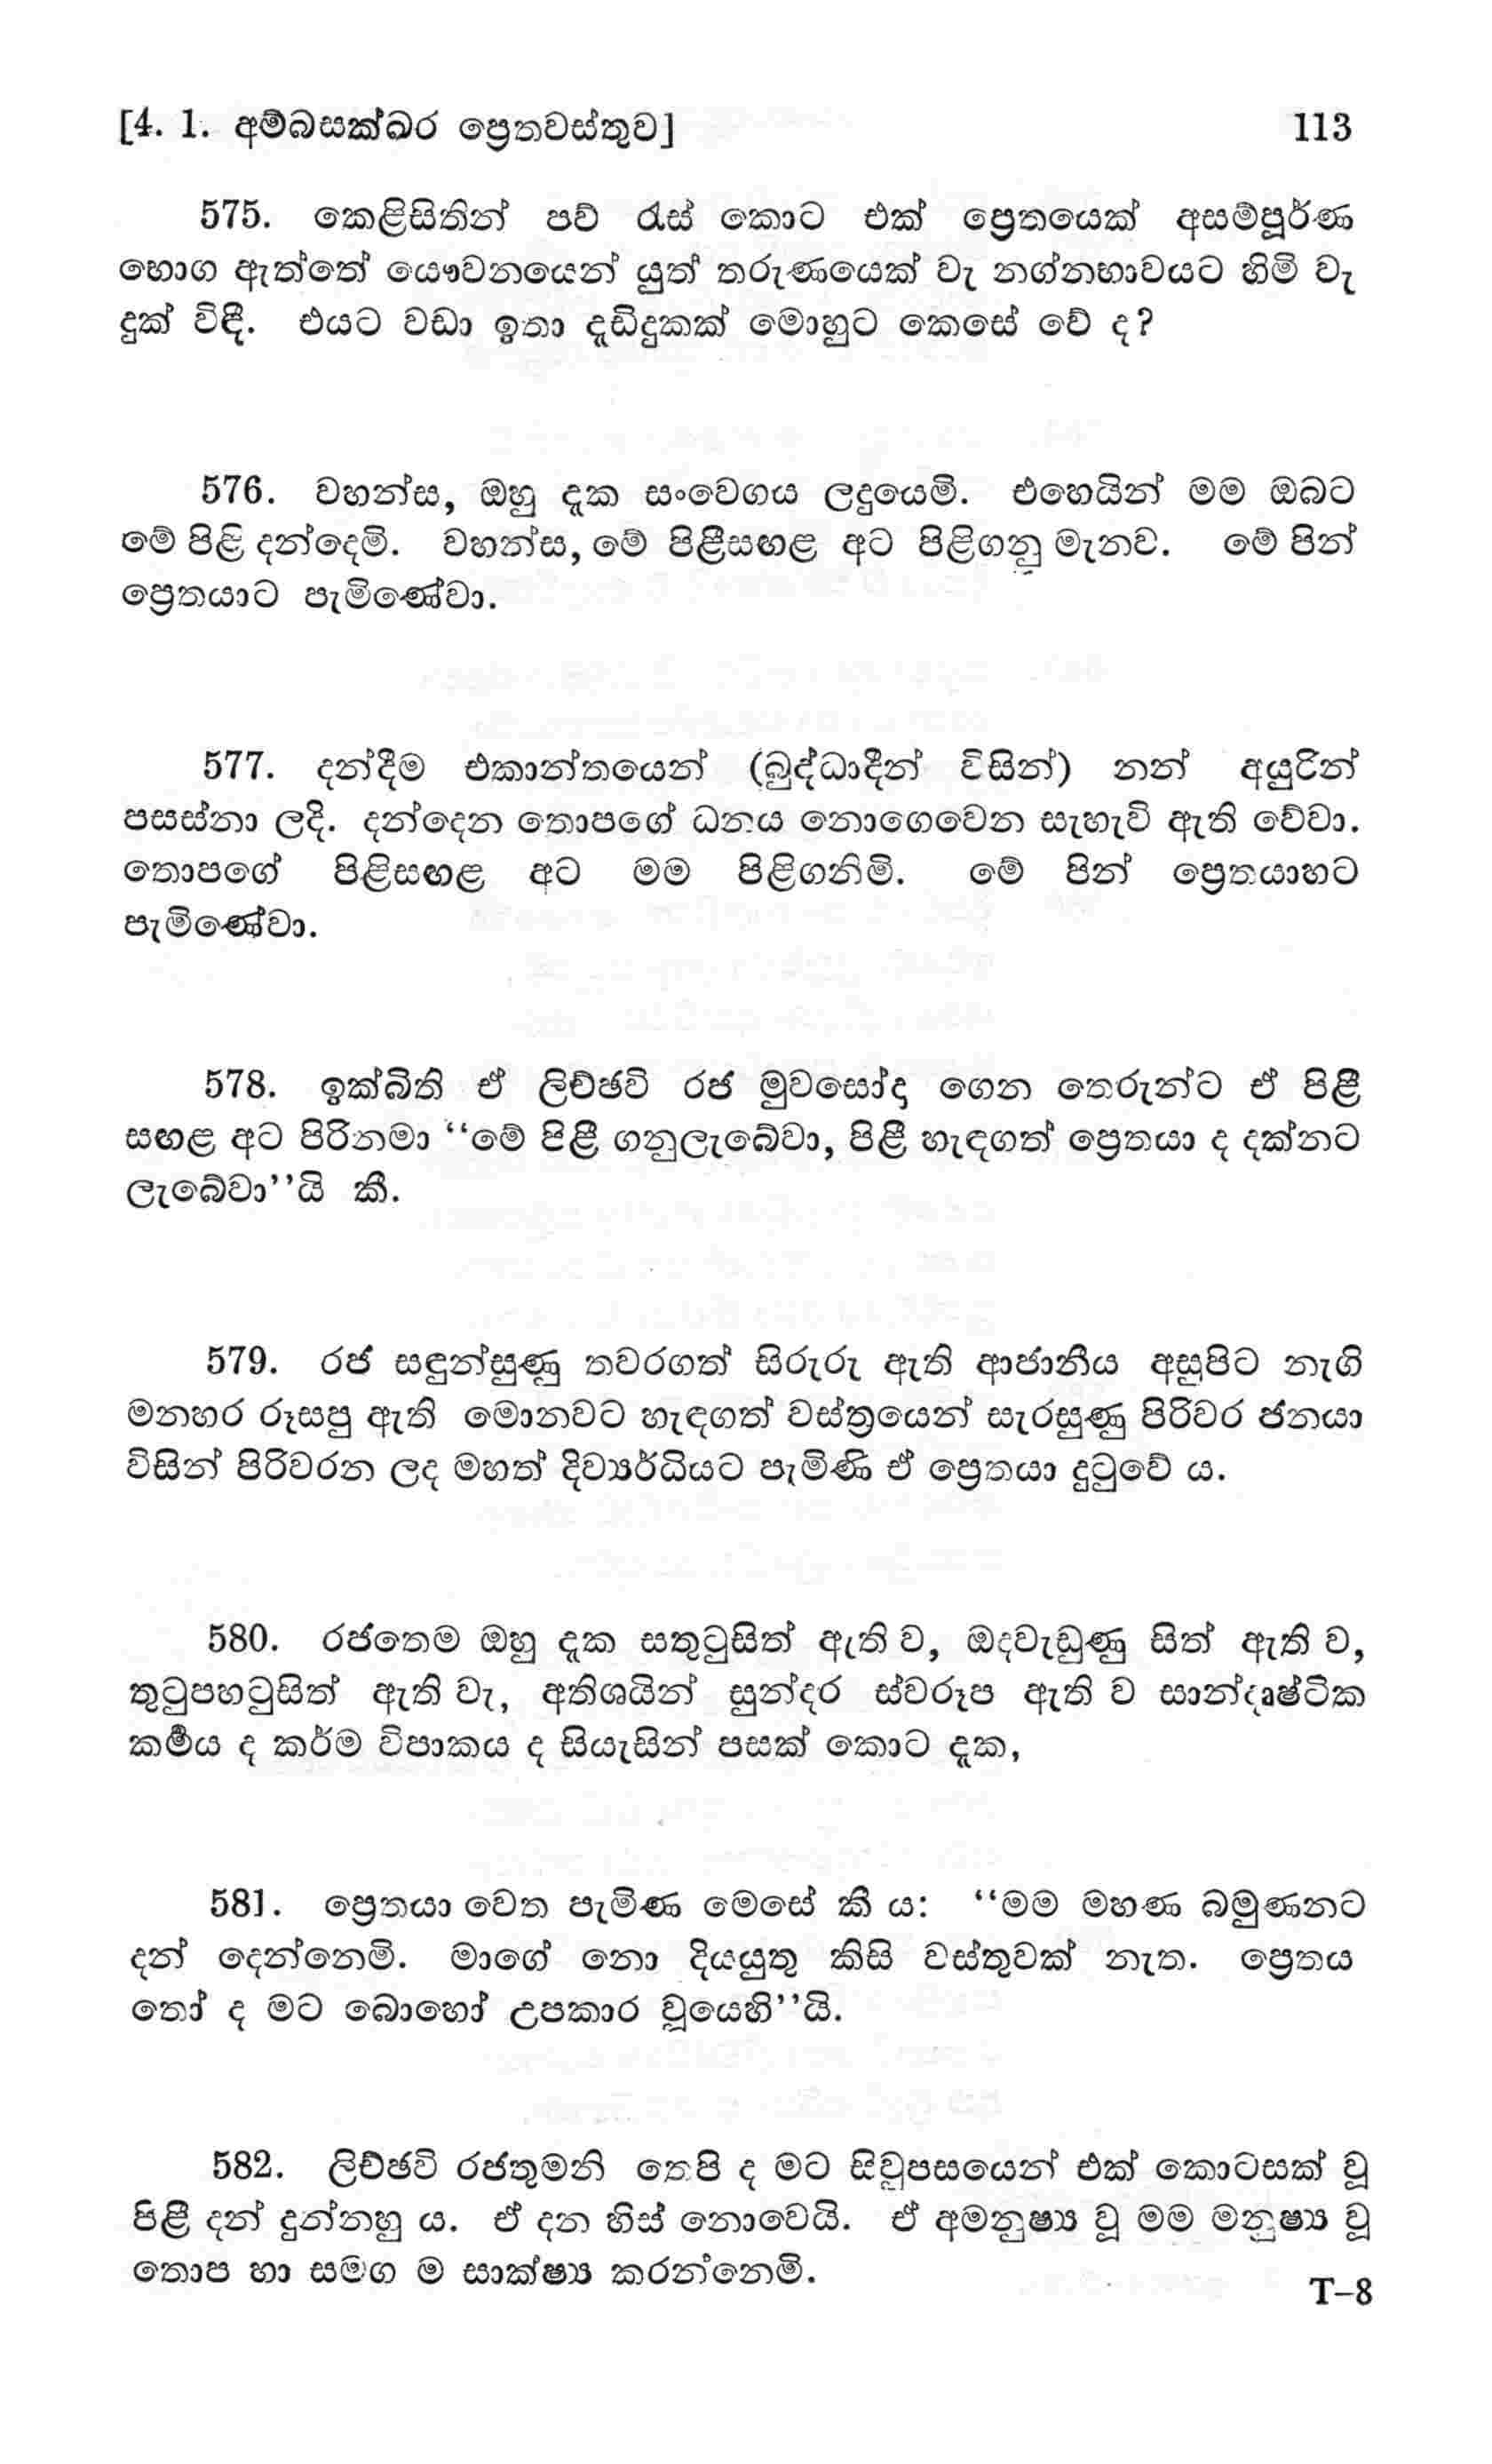 [4. 1. අම්බසක්ඛර ප්‍රෙතවස්තුව] 113
575. කෙළිසිතින් පව් රැස් කොට එක් ප්‍රෙතයෙක් අසම්පූර්ණ
භොග ඇත්තේ යෞවනයෙන් යුත් තරුණයෙක් වැ නග්නභාවයට හිමි වැ
දුක් විඳී. එයට වඩා ඉතා දැඩිදුකක් මොහුට කෙසේ වේ ද?
576. වහන්ස, ඔහු දැක සංවෙගය ලදුයෙමි. එහෙයින් මම ඔබට
මේ පිළි දන්දෙමි. වහන්ස, මේ පිළීසඟළ අට පිළිගනු මැනව. මේ පින්
ප්‍රෙතයාට පැමිණේවා.
577. දන්දීම එකාන්තයෙන් (බුද්ධාදීන් විසින්) නන් අයුරින්
පසස්නා ලදි. දන්දෙන තොපගේ ධනය නොගෙවෙන සැහැවි ඇති වේවා.
තොපගේ පිළිසඟළ අට මම පිළිගනිමි. මේ පින් ප්‍රෙතයාහට
පැමිණේවා.
578. ඉක්බිති ඒ ලිච්ඡවි රජ මුවසෝදා ගෙන තෙරුන්ට ඒ පිළී
සඟළ අට පිරිනමා “මේ පිළී ගනුලැබේවා, පිළී හැඳගත් ප්‍රෙතයා ද දක්නට
ලැබේවා”යි කී.
579. රජ සඳුන්සුණු තවරගත් සිරුරු ඇති ආජානීය අසුපිට නැගි
මනහර රූසපු ඇති මොනවට හැඳගත් වස්ත්‍රයෙන් සැරසුණු පිරිවර ජනයා
විසින් පිරිවරන ලද මහත් දිව්‍යර්ධියට පැමිණි ඒ ප්‍රෙතයා දුටුවේ ය.
580. රජතෙම ඔහු දැක සතුටුසිත් ඇති ව, ඔදවැඩුණු සිත් ඇති ව,
තුටුපහටුසිත් ඇති වැ, අතිශයින් සුන්දර ස්වරූප ඇති ව සාන්දෘෂ්ටික
කර්‍මය ද කර්ම විපාකය ද සියැසින් පසක් කොට දැක,
581. ප්‍රෙතයා වෙත පැමිණ මෙසේ කී ය: “මම මහණ බමුණනට
දන් දෙන්නෙමි. මාගේ නො දියයුතු කිසි වස්තුවක් නැත. ප්‍රෙතය
තෝ ද මට බොහෝ උපකාර වූයෙහි”යි.
582. ලිච්ඡවි රජතුමනි තෙපි ද මට සිවුපසයෙන් එක් කොටසක් වූ
පිළී දන් දුන්නහු ය. ඒ දන හිස් නොවෙයි. ඒ අමනුෂ්‍ය වූ මම මනුෂ්‍ය වූ
තොප හා සමග ම සාක්ෂ්‍ය කරන්නෙමි.
T–8